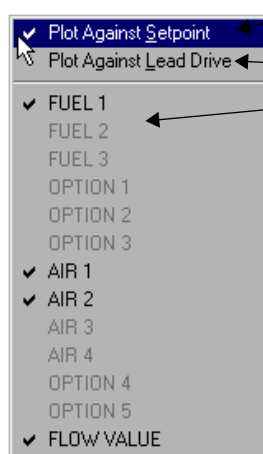 Plot Against Setpoint
Plot Against Lead Drive
FUEL 1
FUEL 2
FUEL 3
OPTION 1
OPTION 2
OPTION 3
AIR 1
AIR 2
AIR 3
AIR 4
OPTION 4
OPTION 5
FLOW VALUE